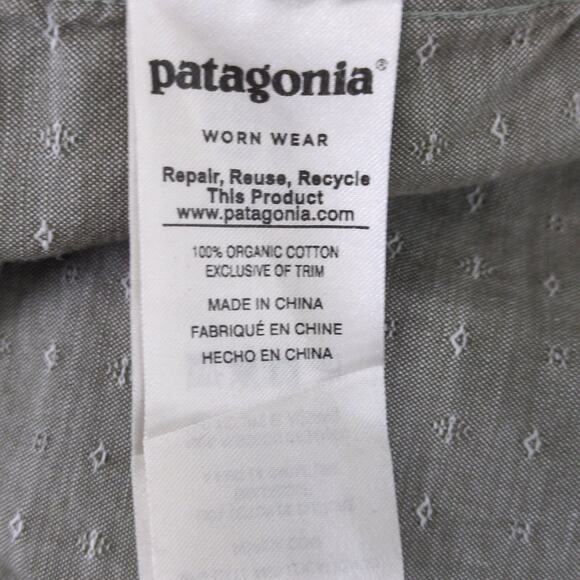 patagonia®
WORN WEAR
Repair, Reuse, Recycle
This Product
www.patagonia.com
100% ORGANIC COTTON
EXCLUSIVE OF TRIM
MADE IN CHINA
FABRIQUÉ EN CHINE
HECHO EN CHINA